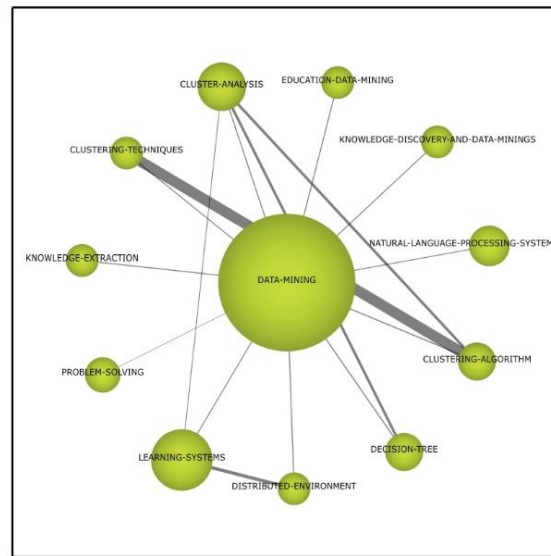 EDUCATION-DATA-MINING
CLUSTER-ANALYSIS
KNOWLEDGE-DISCOVERY-AND-DATA-MININGS
CLUSTERING-TECHNIQUES
NATURAL-LANGUAGE-PROCESSING-SYSTEM
KNOWLEDGE-EXTRACTION
DATA-MINING
CLUSTERING-ALGORITHM
PROBLEM-SOLVING
DECISION-TREE
LEARNING-SYSTEMS
DISTRIBUTED-ENVIRONMENT